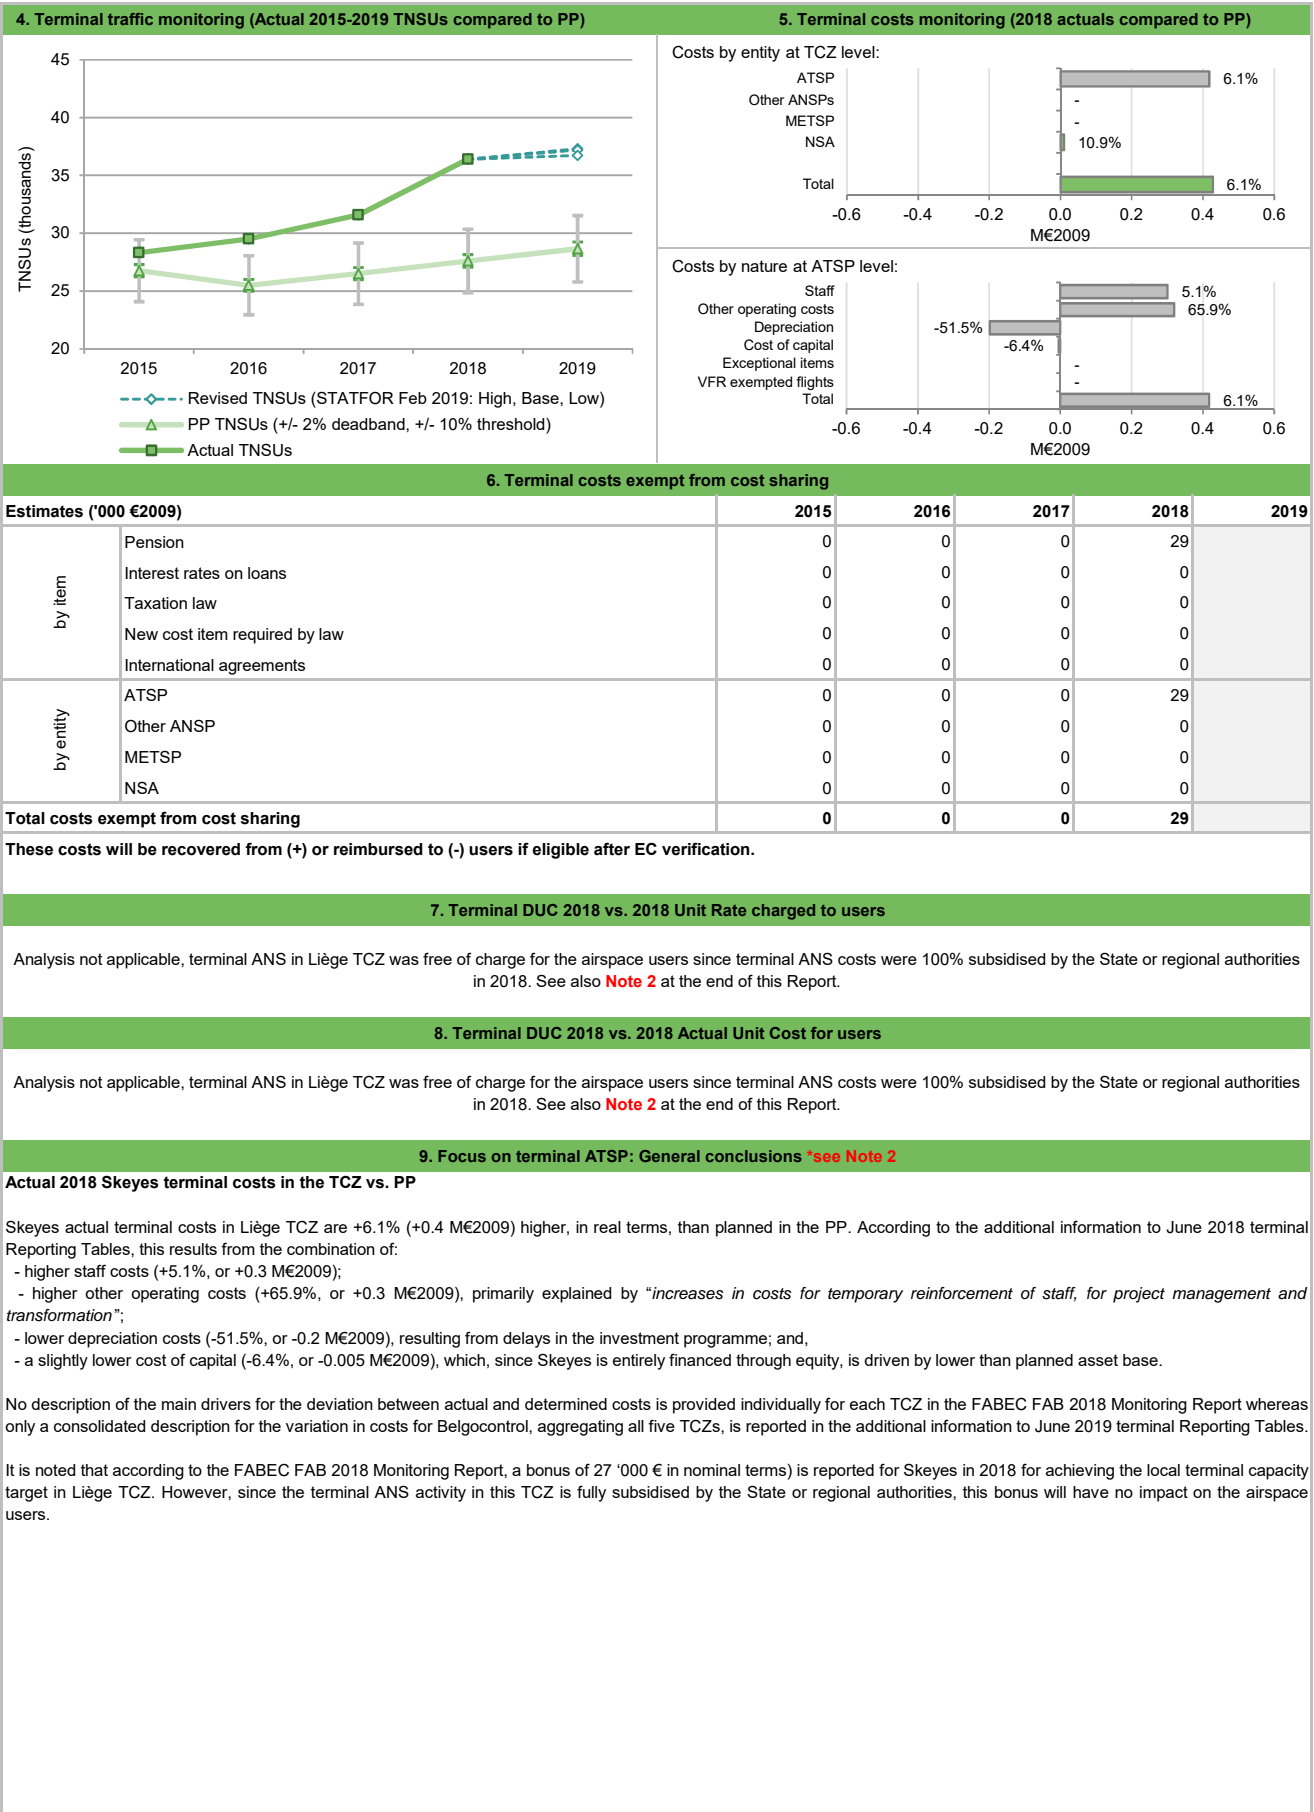 4. Terminal traffic monitoring (Actual 2015-2019 TNSUs compared to PP)
45
40
35
30
25
20
TNSUs (thousands)
2015 2016 2017 2018 2019
Revised TNSUs (STATFOR Feb 2019: High, Base, Low)
PP TNSUs (+/- 2% deadband, +/- 10% threshold)
Actual TNSUs
5. Terminal costs monitoring (2018 actuals compared to PP)
Costs by entity at TCZ level:
ATSP 6.1%
Other ANSPs -
METSP -
NSA 10.9%
Total 6.1%
-0.6 -0.4 -0.2 0.0 0.2 0.4 0.6
M€2009
Costs by nature at ATSP level:
Staff 5.1%
Other operating costs 65.9%
Depreciation -51.5%
Cost of capital -6.4%
Exceptional items -
VFR exempted flights -
Total 6.1%
-0.6 -0.4 -0.2 0.0 0.2 0.4 0.6
M€2009
6. Terminal costs exempt from cost sharing
Estimates ('000 €2009) 2015 2016 2017 2018 2019
by item
Pension 0 0 0 29
Interest rates on loans 0 0 0 0
Taxation law 0 0 0 0
New cost item required by law 0 0 0 0
International agreements 0 0 0 0
by entity
ATSP 0 0 0 29
Other ANSP 0 0 0 0
METSP 0 0 0 0
NSA 0 0 0 0
Total costs exempt from cost sharing 0 0 0 29
These costs will be recovered from (+) or reimbursed to (-) users if eligible after EC verification.
7. Terminal DUC 2018 vs. 2018 Unit Rate charged to users
Analysis not applicable, terminal ANS in Liège TCZ was free of charge for the airspace users since terminal ANS costs were 100% subsidised by the State or regional authorities
in 2018. See also Note 2 at the end of this Report.
8. Terminal DUC 2018 vs. 2018 Actual Unit Cost for users
Analysis not applicable, terminal ANS in Liège TCZ was free of charge for the airspace users since terminal ANS costs were 100% subsidised by the State or regional authorities
in 2018. See also Note 2 at the end of this Report.
9. Focus on terminal ATSP: General conclusions *see Note 2
Actual 2018 Skeyes terminal costs in the TCZ vs. PP
Skeyes actual terminal costs in Liège TCZ are +6.1% (+0.4 M€2009) higher, in real terms, than planned in the PP. According to the additional information to June 2018 terminal
Reporting Tables, this results from the combination of:
- higher staff costs (+5.1%, or +0.3 M€2009);
- higher other operating costs (+65.9%, or +0.3 M€2009), primarily explained by “increases in costs for temporary reinforcement of staff, for project management and
transformation”;
- lower depreciation costs (-51.5%, or -0.2 M€2009), resulting from delays in the investment programme; and,
- a slightly lower cost of capital (-6.4%, or -0.005 M€2009), which, since Skeyes is entirely financed through equity, is driven by lower than planned asset base.
No description of the main drivers for the deviation between actual and determined costs is provided individually for each TCZ in the FABEC FAB 2018 Monitoring Report whereas
only a consolidated description for the variation in costs for Belgocontrol, aggregating all five TCZs, is reported in the additional information to June 2019 terminal Reporting Tables.
It is noted that according to the FABEC FAB 2018 Monitoring Report, a bonus of 27 ‘000 € in nominal terms) is reported for Skeyes in 2018 for achieving the local terminal capacity
target in Liège TCZ. However, since the terminal ANS activity in this TCZ is fully subsidised by the State or regional authorities, this bonus will have no impact on the airspace
users.